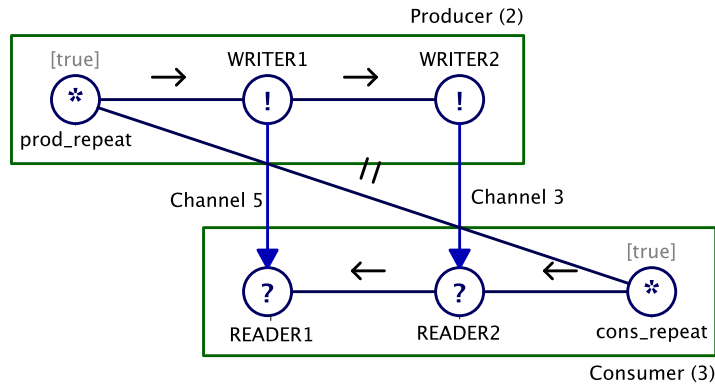 Producer (2)
[true]
WRITER1
WRITER2
*
!
!
prod_repeat
//
Channel 5
Channel 3
[true]
?
?
*
READER1
READER2
cons_repeat
Consumer (3)